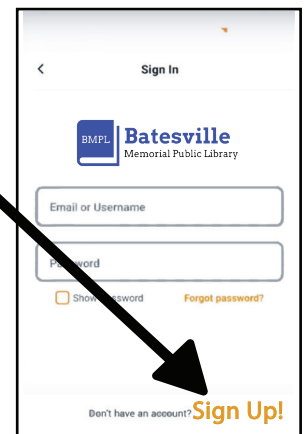 Sign In
BMPL
Batesville
Memorial Public Library
Email or Username
Password
Show Password
Forgot password?
Don't have an account? Sign Up!